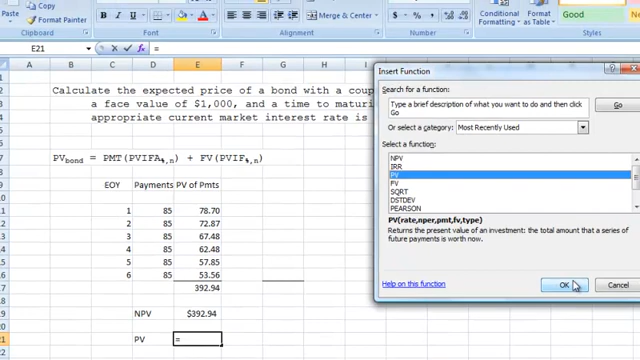 Paste
Copy
Format Painter
B I U
Merge & Center
$ % ,
Conditional Formatting
Format as Table
Good
E21
=
A B C D E F G H
Calculate the expected price of a bond with a coup
a face value of $1,000, and a time to maturi
appropriate current market interest rate is
PVbond = PMT(PVIFA%,n) + FV(PVIF%,n)
EOY Payments PV of Pmts
1 85 78.70
2 85 72.87
3 85 67.48
4 85 62.48
5 85 57.85
6 85 53.56
392.94
NPV $392.94
PV =
Insert Function
Search for a function:
Type a brief description of what you want to do and then click
Go
Go
Or select a category: Most Recently Used
Select a function:
NPV
IRR
PV
FV
SQRT
DSTDEV
PEARSON
PV(rate,nper,pmt,fv,type)
Returns the present value of an investment: the total amount that a series of
future payments is worth now.
Help on this function
OK
Cancel